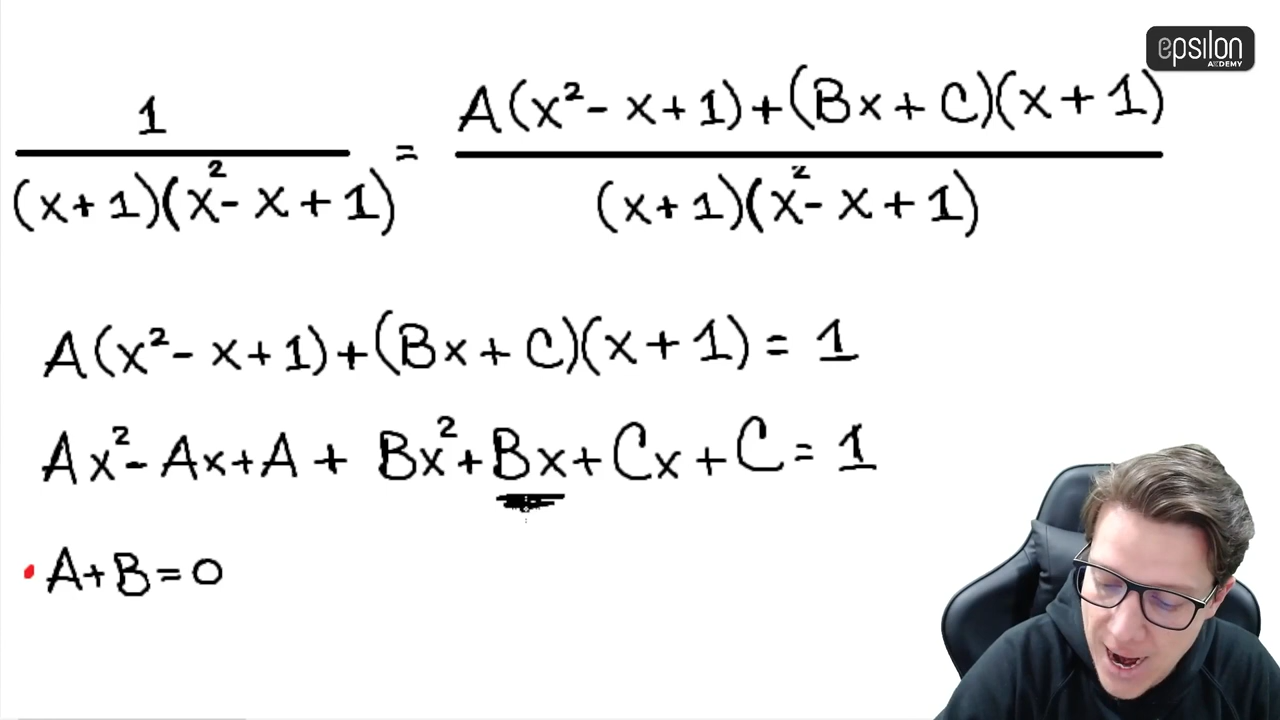 epsilon
AXDEMY
1/((x+1)(x²-x+1)) = (A(x²-x+1)+(Bx+C)(x+1))/((x+1)(x²-x+1))
A(x²-x+1)+(Bx+C)(x+1)=1
Ax²-Ax+A+Bx²+Bx+Cx+C=1
•A+B=0